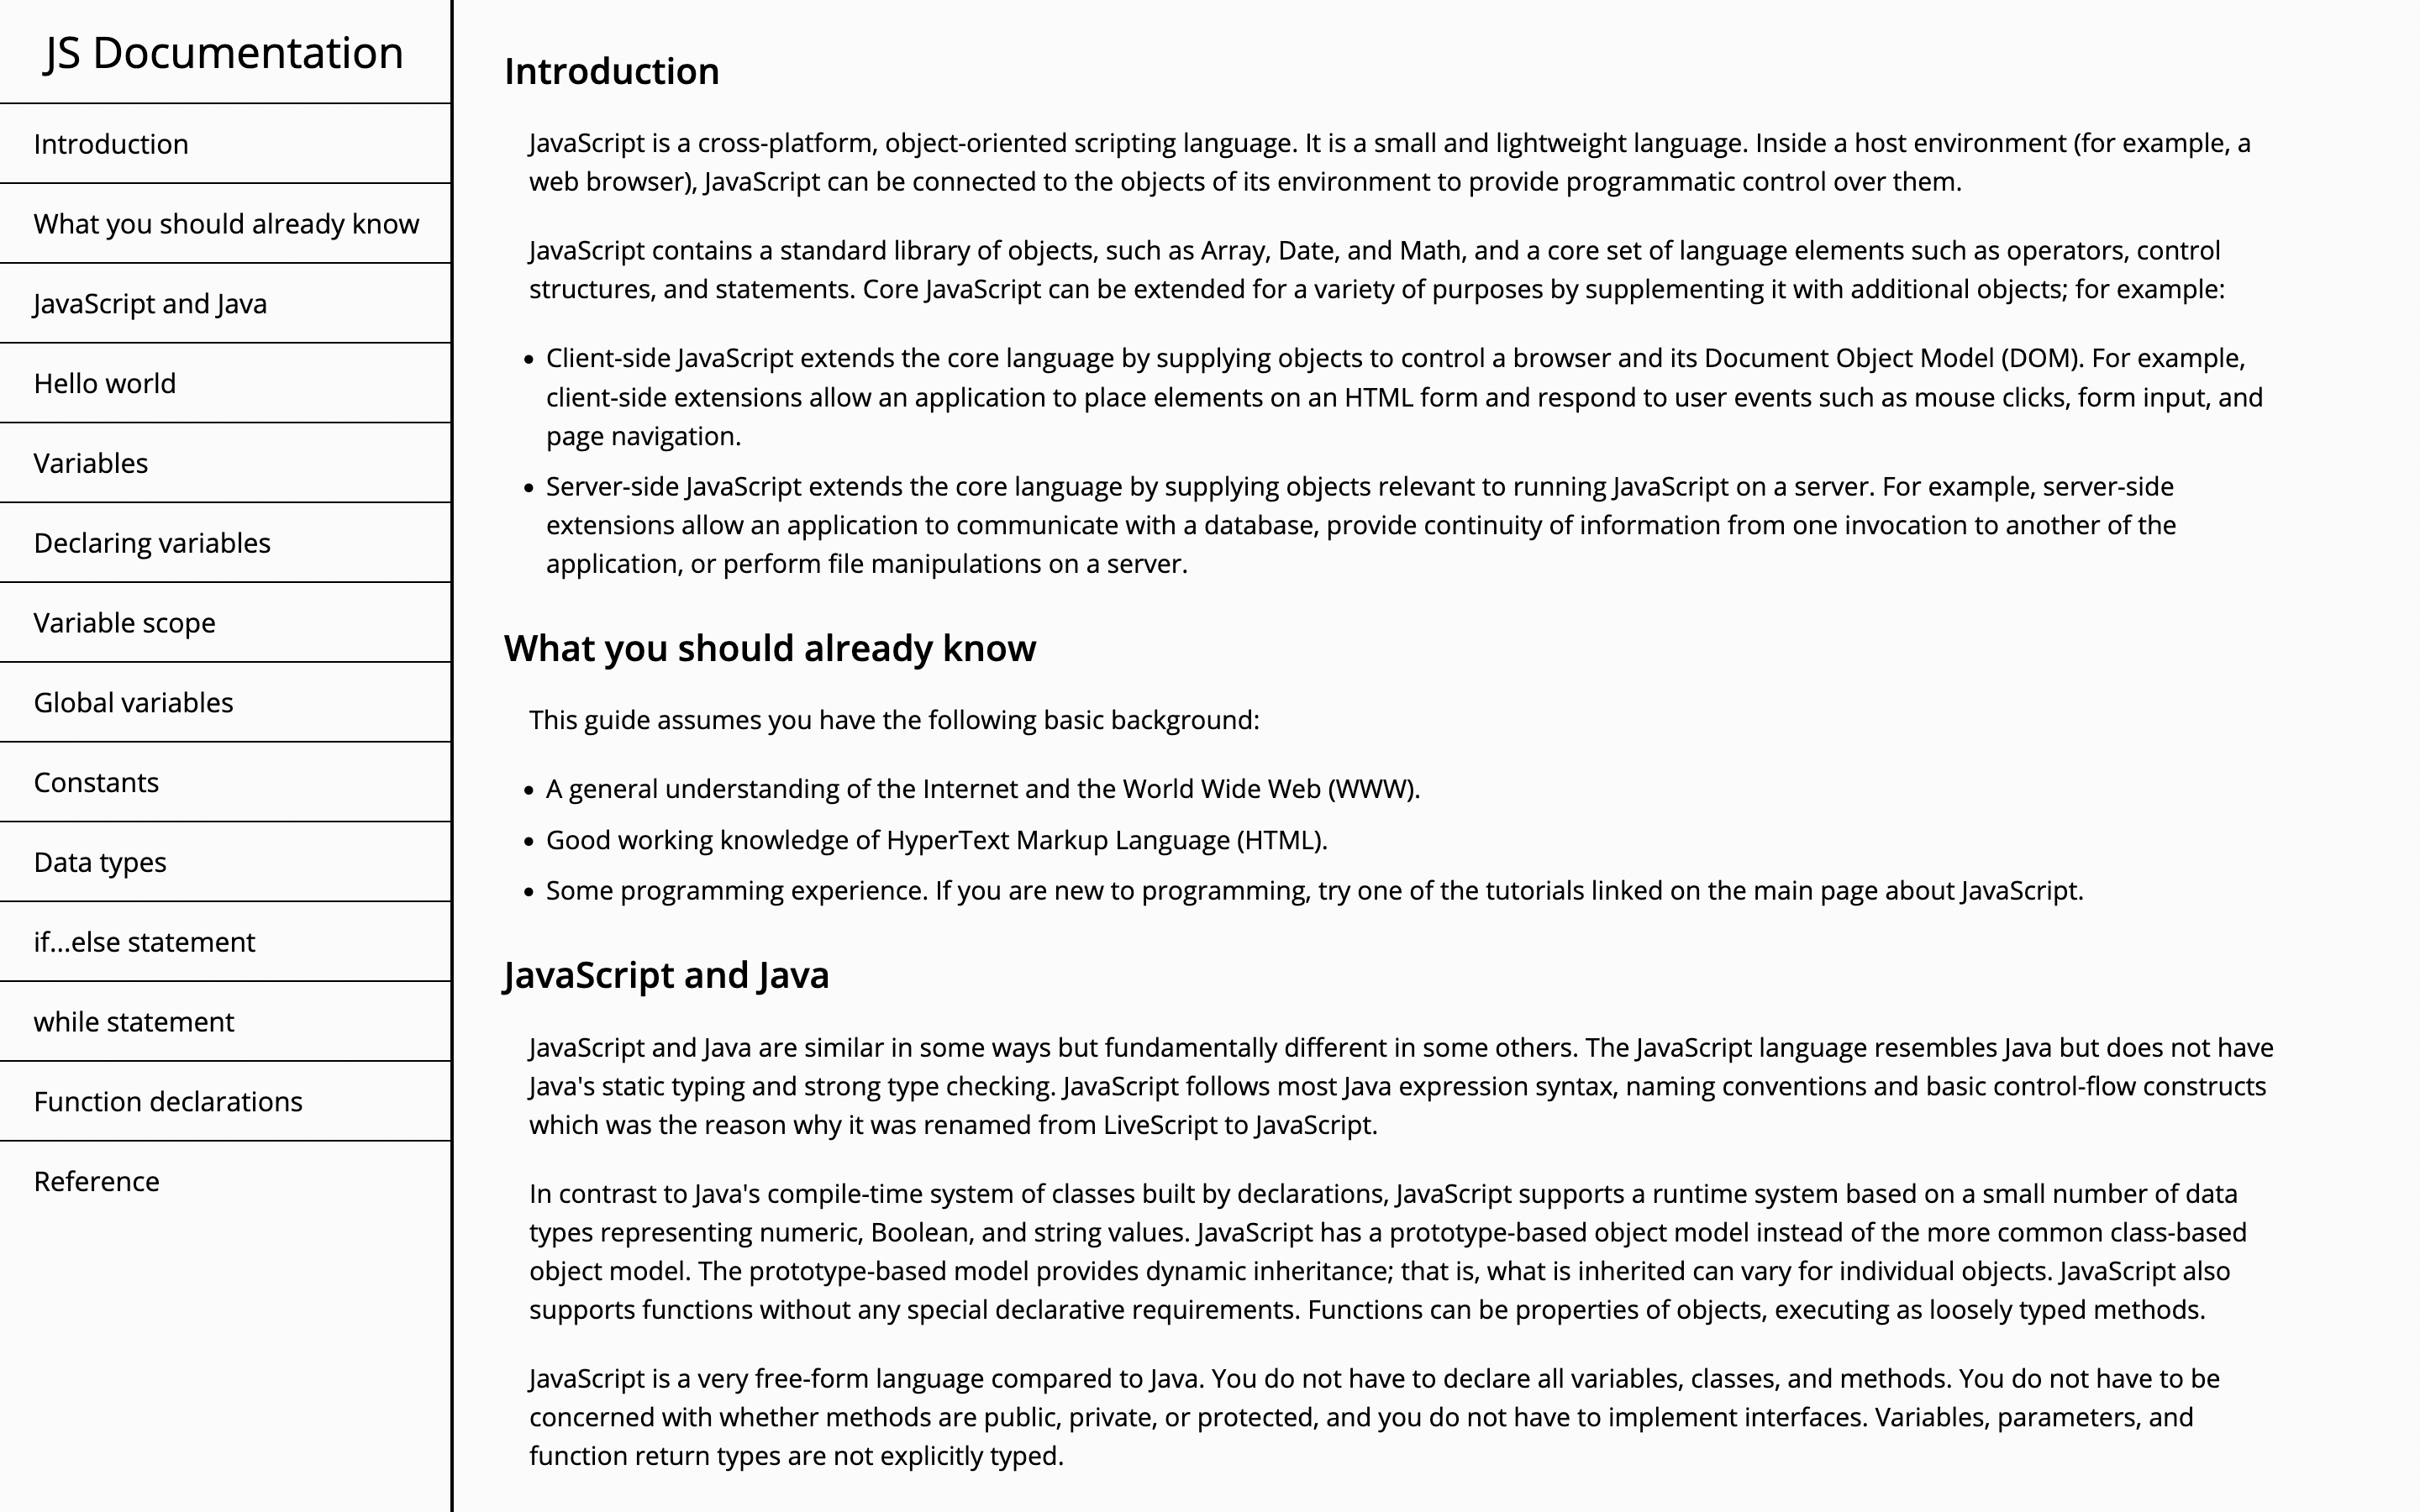 JS Documentation
Introduction
What you should already know
JavaScript and Java
Hello world
Variables
Declaring variables
Variable scope
Global variables
Constants
Data types
if...else statement
while statement
Function declarations
Reference
Introduction
JavaScript is a cross-platform, object-oriented scripting language. It is a small and lightweight language. Inside a host environment (for example, a
web browser), JavaScript can be connected to the objects of its environment to provide programmatic control over them.
JavaScript contains a standard library of objects, such as Array, Date, and Math, and a core set of language elements such as operators, control
structures, and statements. Core JavaScript can be extended for a variety of purposes by supplementing it with additional objects; for example:
• Client-side JavaScript extends the core language by supplying objects to control a browser and its Document Object Model (DOM). For example,
client-side extensions allow an application to place elements on an HTML form and respond to user events such as mouse clicks, form input, and
page navigation.
• Server-side JavaScript extends the core language by supplying objects relevant to running JavaScript on a server. For example, server-side
extensions allow an application to communicate with a database, provide continuity of information from one invocation to another of the
application, or perform file manipulations on a server.
What you should already know
This guide assumes you have the following basic background:
• A general understanding of the Internet and the World Wide Web (WWW).
• Good working knowledge of HyperText Markup Language (HTML).
• Some programming experience. If you are new to programming, try one of the tutorials linked on the main page about JavaScript.
JavaScript and Java
JavaScript and Java are similar in some ways but fundamentally different in some others. The JavaScript language resembles Java but does not have
Java's static typing and strong type checking. JavaScript follows most Java expression syntax, naming conventions and basic control-flow constructs
which was the reason why it was renamed from LiveScript to JavaScript.
In contrast to Java's compile-time system of classes built by declarations, JavaScript supports a runtime system based on a small number of data
types representing numeric, Boolean, and string values. JavaScript has a prototype-based object model instead of the more common class-based
object model. The prototype-based model provides dynamic inheritance; that is, what is inherited can vary for individual objects. JavaScript also
supports functions without any special declarative requirements. Functions can be properties of objects, executing as loosely typed methods.
JavaScript is a very free-form language compared to Java. You do not have to declare all variables, classes, and methods. You do not have to be
concerned with whether methods are public, private, or protected, and you do not have to implement interfaces. Variables, parameters, and
function return types are not explicitly typed.